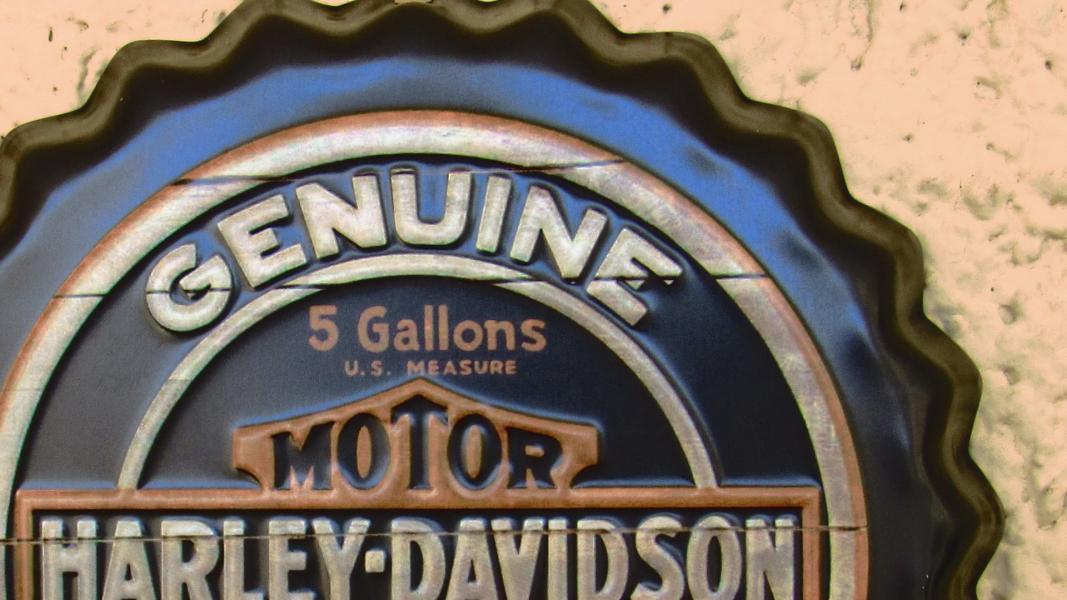 GENUINE
5 Gallons
U.S. MEASURE
MOTOR
HARLEY-DAVIDSON